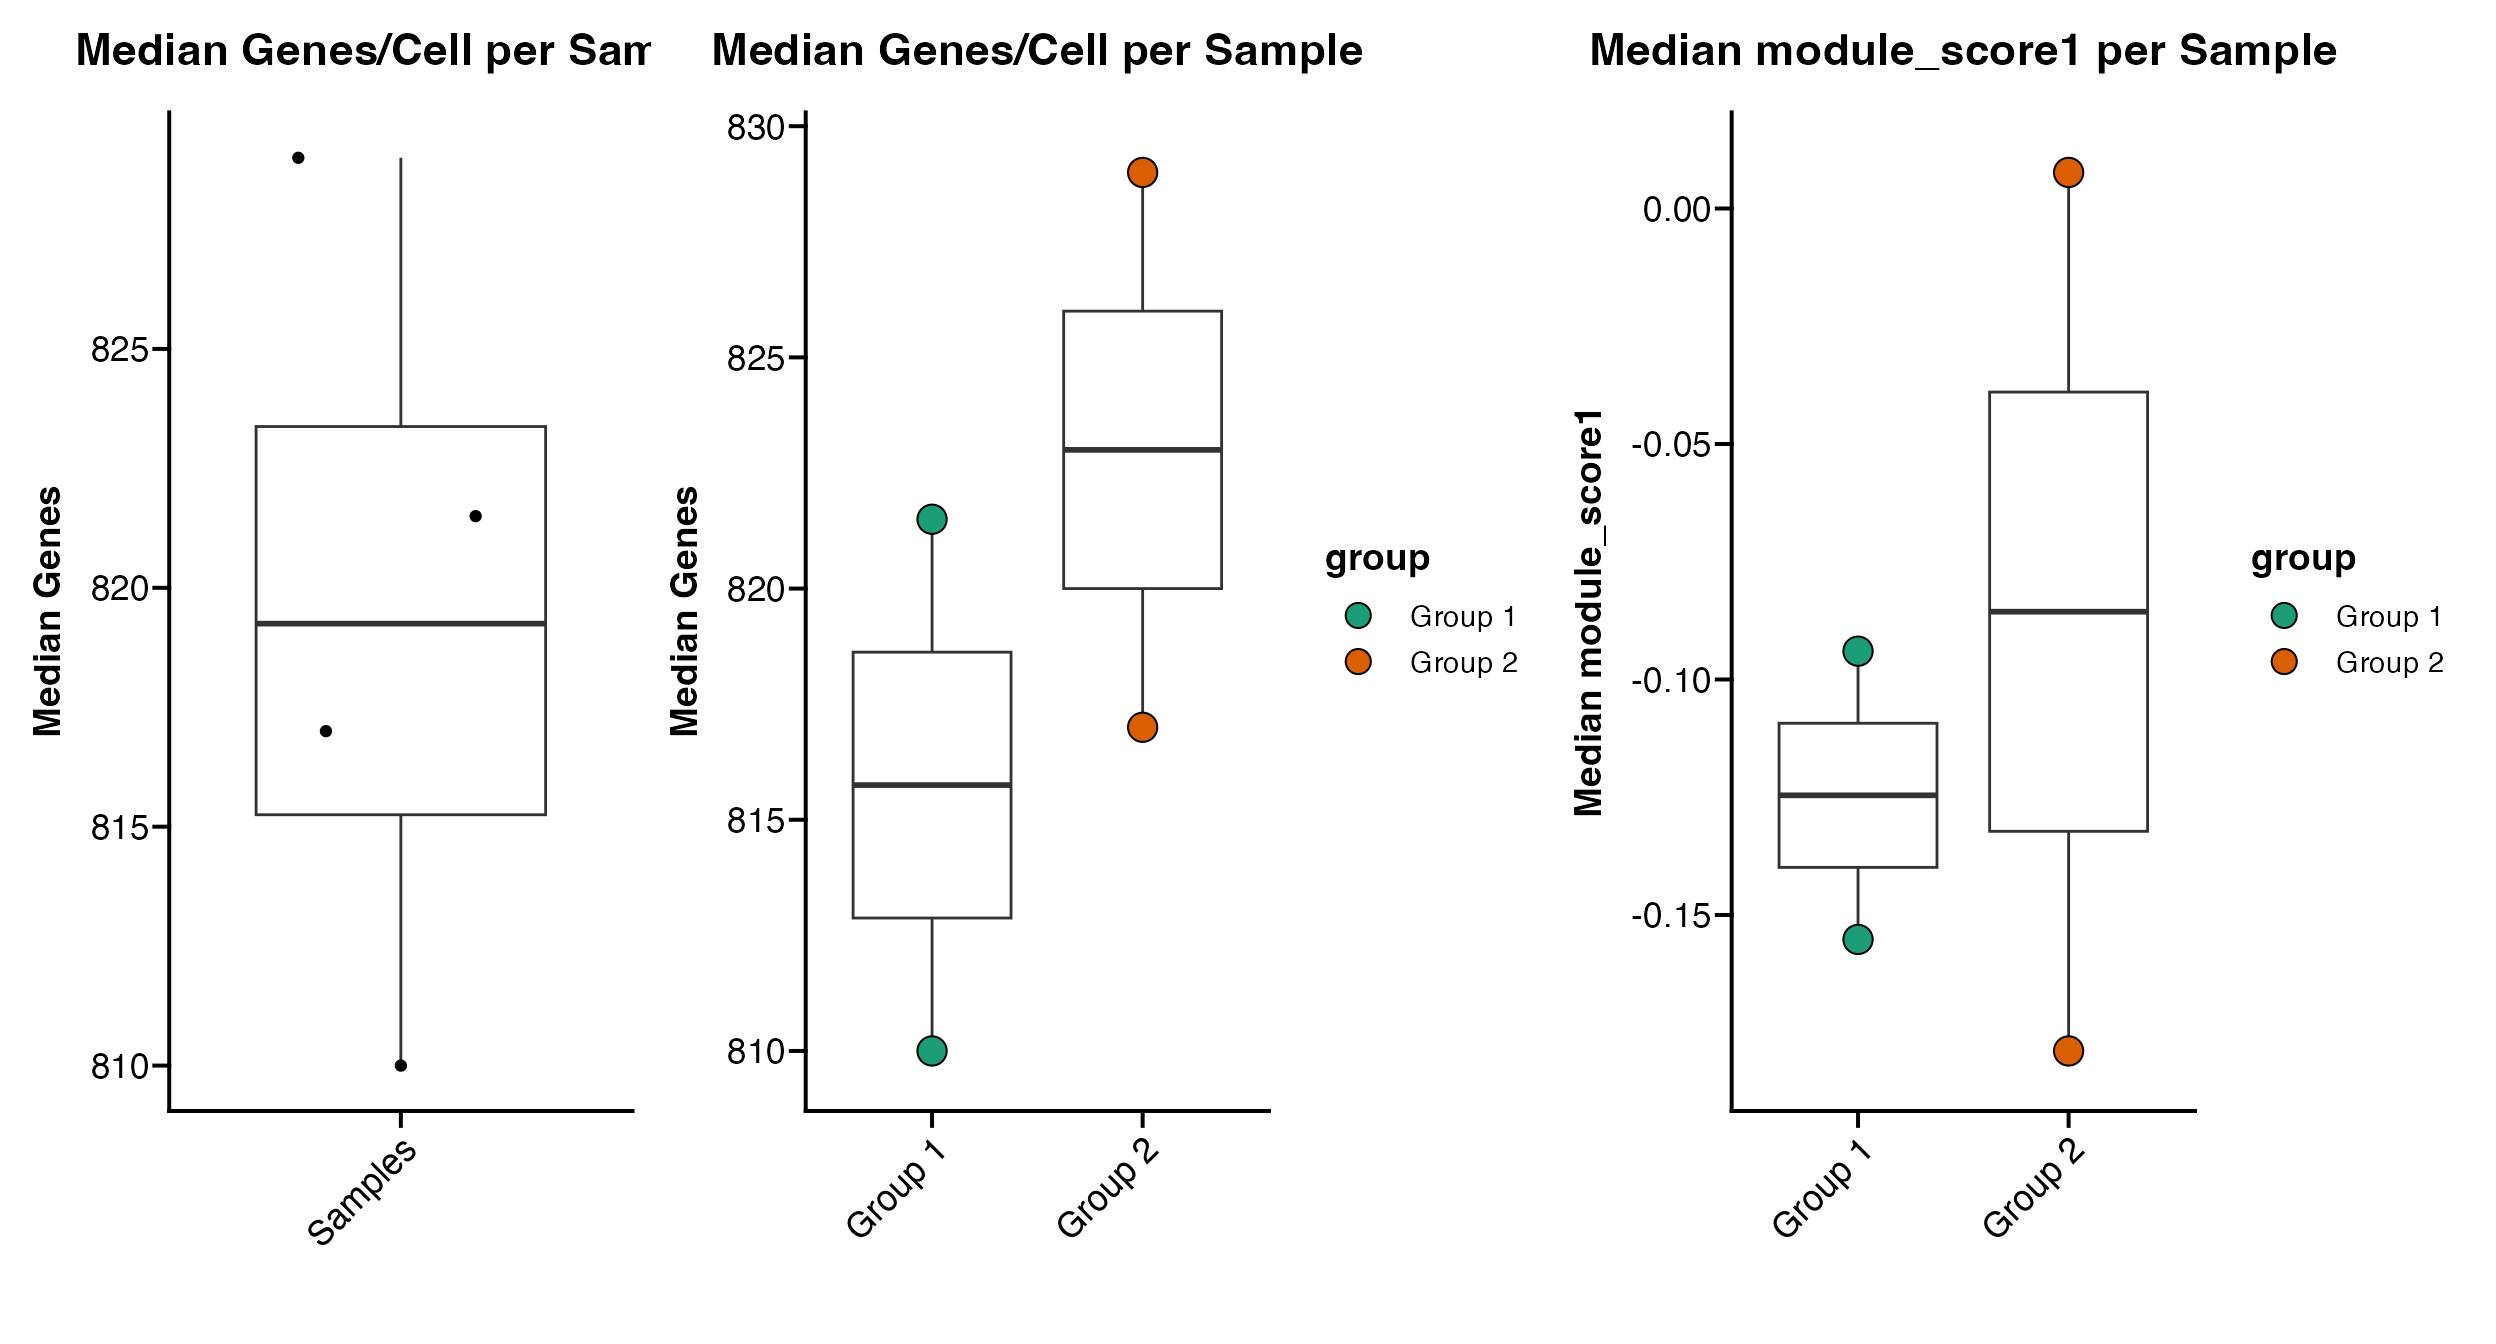 Median Genes/Cell per Sam
Median Genes
825
820
815
810
Samples
Median Genes/Cell per Sample
Median Genes
830
825
820
815
810
Group 1
Group 2
group
Group 1
Group 2
Median module_score1 per Sample
Median module_score1
0.00
-0.05
-0.10
-0.15
Group 1
Group 2
group
Group 1
Group 2